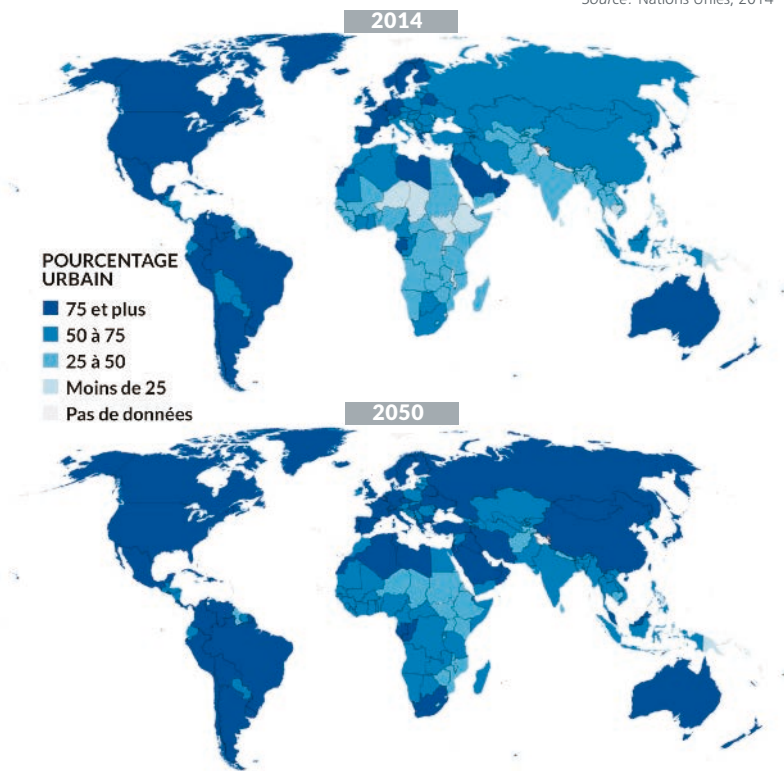 Source: Nations Unies, 2014
2014
POURCENTAGE
URBAIN
75 et plus
50 à 75
25 à 50
Moins de 25
Pas de données
2050